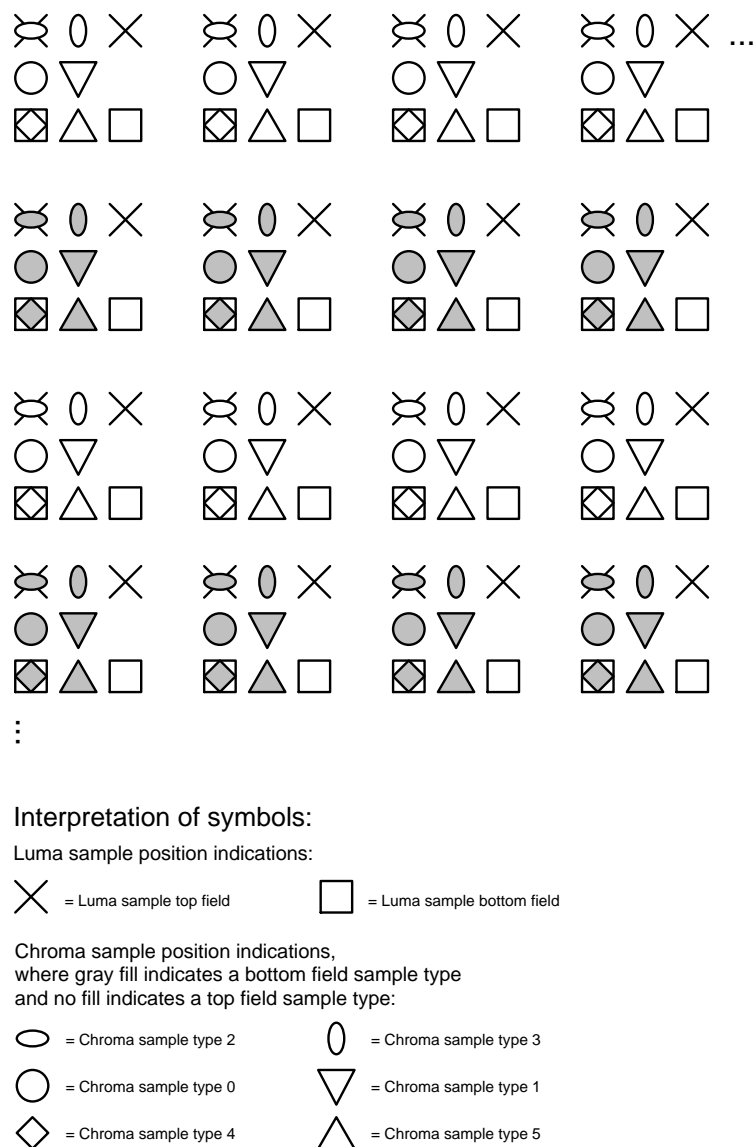 ...
⋮
Interpretation of symbols:
Luma sample position indications:
= Luma sample top field = Luma sample bottom field
Chroma sample position indications,
where gray fill indicates a bottom field sample type
and no fill indicates a top field sample type:
= Chroma sample type 2 = Chroma sample type 3
= Chroma sample type 0 = Chroma sample type 1
= Chroma sample type 4 = Chroma sample type 5